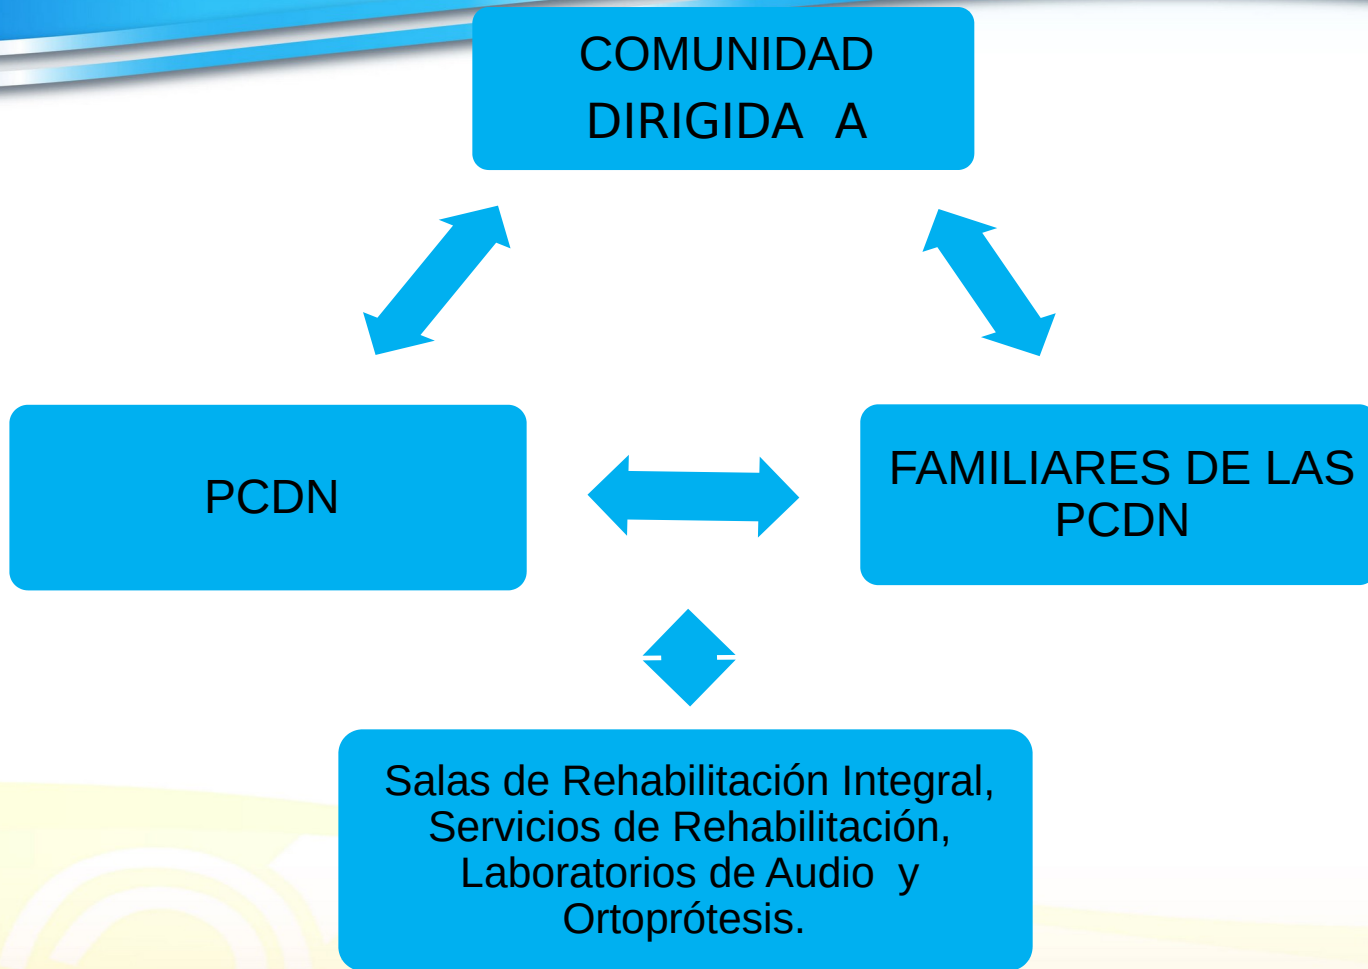 COMUNIDAD
DIRIGIDA A
PCDN
FAMILIARES DE LAS
PCDN
Salas de Rehabilitación Integral,
Servicios de Rehabilitación,
Laboratorios de Audio y
Ortoprótesis.